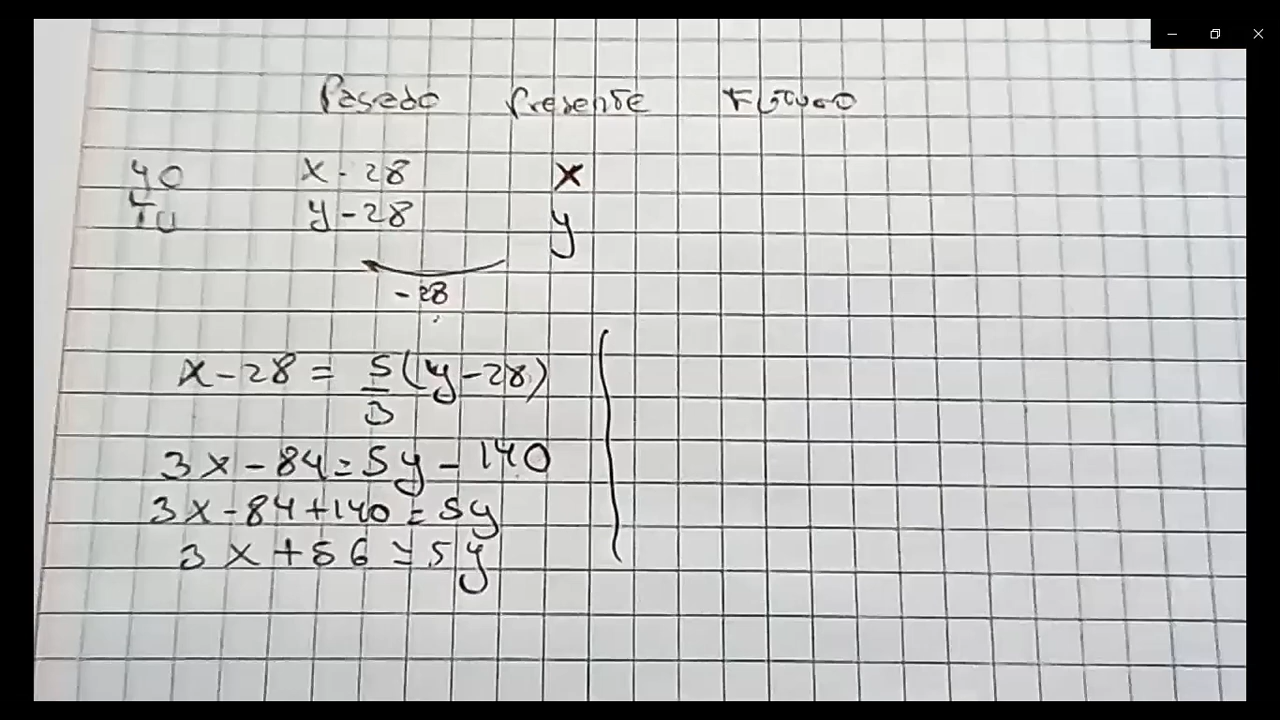 Pasado Presente Futuro
yo x - 28 x
Tu y - 28 y
- 28
x - 28 = 5/3 (y - 28)
3x - 84 = 5y - 140
3x - 84 + 140 = 5y
3x + 56 = 5y